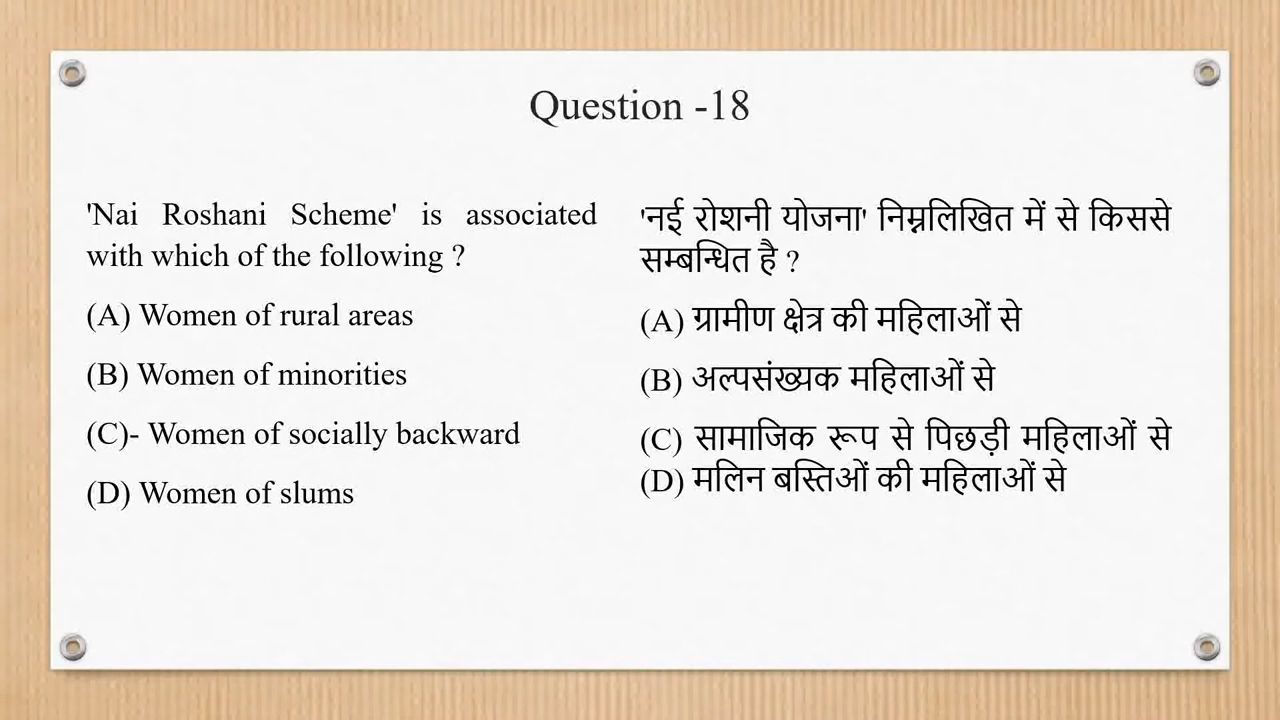 Question -18
'Nai Roshani Scheme' is associated
with which of the following ?
(A) Women of rural areas
(B) Women of minorities
(C)- Women of socially backward
(D) Women of slums
'नई रोशनी योजना' निम्नलिखित में से किससे
सम्बन्धित है ?
(A) ग्रामीण क्षेत्र की महिलाओं से
(B) अल्पसंख्यक महिलाओं से
(C) सामाजिक रूप से पिछड़ी महिलाओं से
(D) मलिन बस्तिओं की महिलाओं से